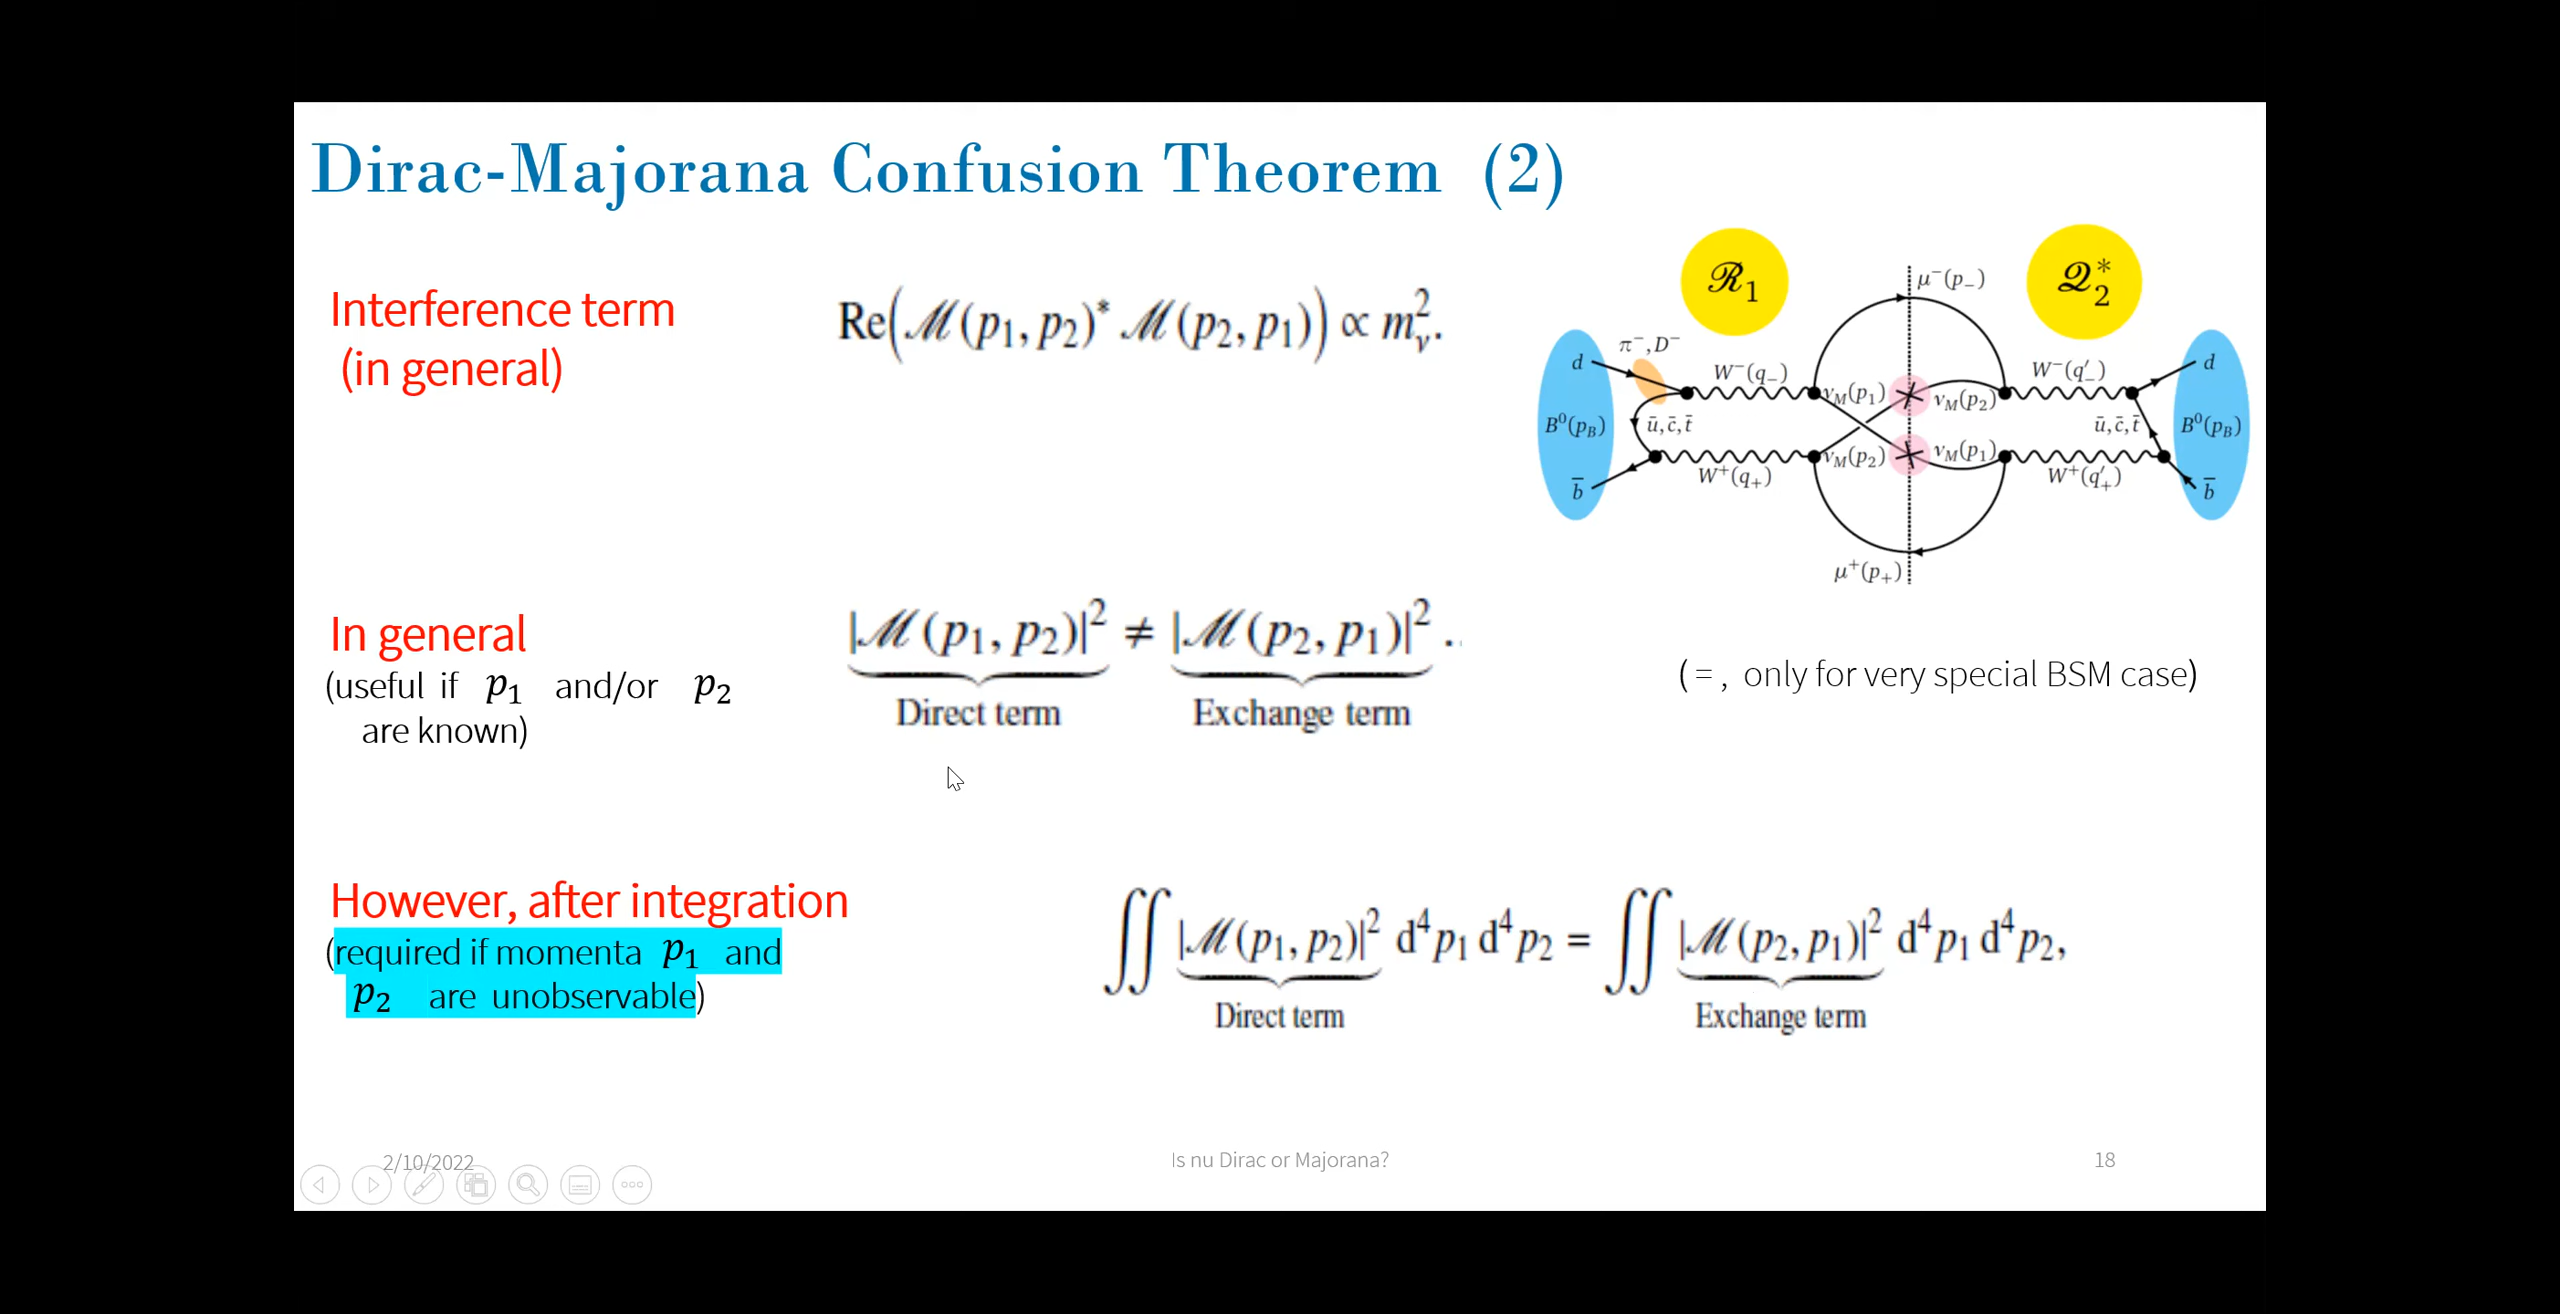 Dirac-Majorana Confusion Theorem (2)
Interference term
(in general)
Re(ℳ(p₁, p₂)* ℳ(p₂, p₁)) ∝ m²ᵥ.
ℛ₁
𝒬₂*
μ⁻(p₋)
π⁻, D⁻
d
W⁻(q₋)
ν_M(p₁)
ν_M(p₂)
W⁻(q′₋)
d
B⁰(p_B)
ū, c̄, t̄
ū, c̄, t̄
B⁰(p_B)
b̄
W⁺(q₊)
ν_M(p₂)
ν_M(p₁)
W⁺(q′₊)
b̄
μ⁺(p₊)
In general
(useful if p₁ and/or p₂
are known)
|ℳ(p₁, p₂)|² ≠ |ℳ(p₂, p₁)|² ..
Direct term
Exchange term
( = , only for very special BSM case)
However, after integration
(required if momenta p₁ and
p₂ are unobservable)
∬ |ℳ(p₁, p₂)|² d⁴p₁ d⁴p₂ = ∬ |ℳ(p₂, p₁)|² d⁴p₁ d⁴p₂,
Direct term
Exchange term
2/10/2022
Is nu Dirac or Majorana?
18